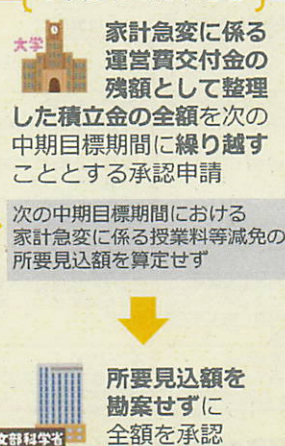 大学
家計急変に係る
運営費交付金の
残額として整理
した積立金の全額を次の
中期目標期間に繰り越す
こととする承認申請
次の中期目標期間における
家計急変に係る授業料等減免の
所要見込額を算定せず
所要見込額を
勘案せずに
全額を承認
文部科学省